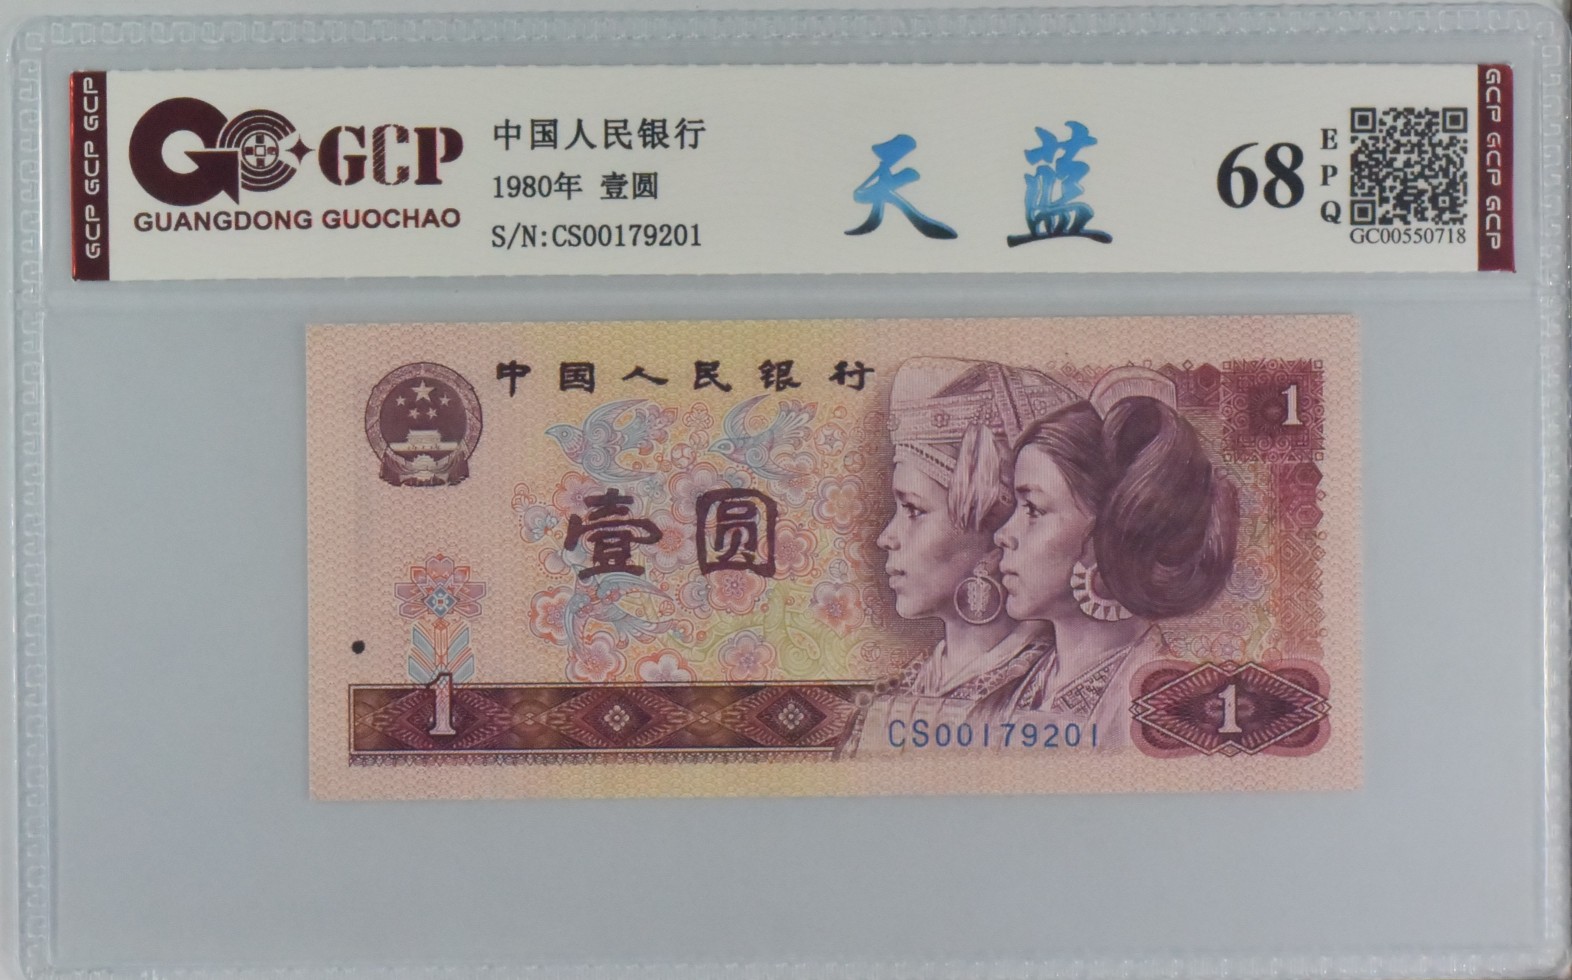 GCP GCP GCP
GCP
GUANGDONG GUOCHAO
中国人民银行
1980年 壹圆
S/N:CS00179201
天蓝
68
EPQ
GC00550718
GCP GCP GCP
中国人民银行
1
壹圆
1
CS00179201
1